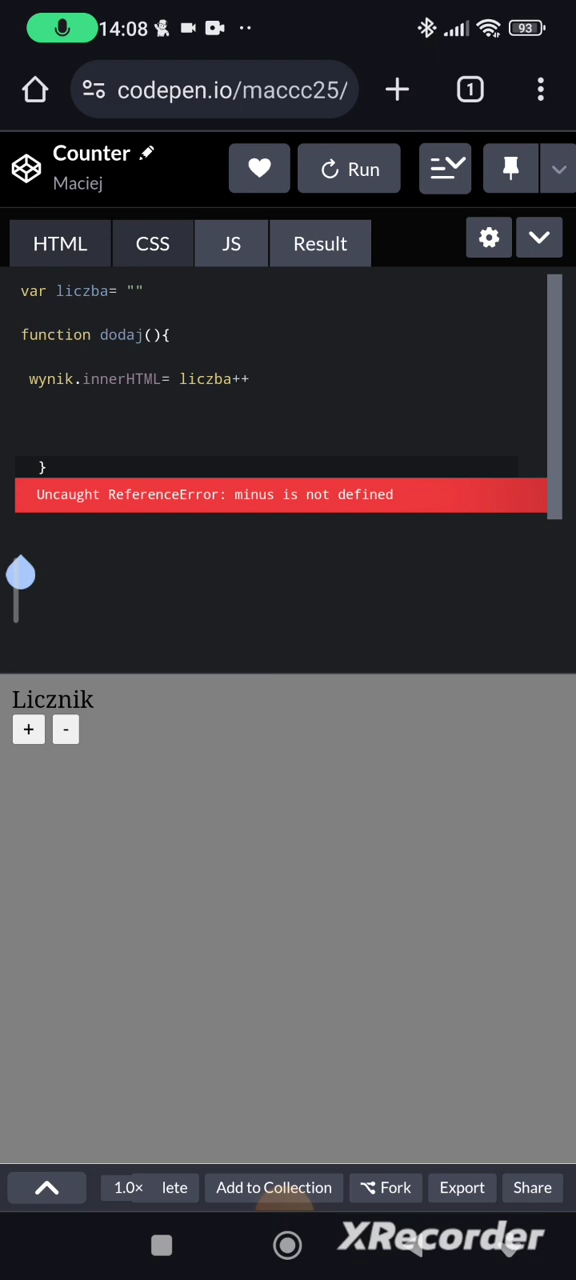 14:08
93
codepen.io/maccc25/
1
Counter
Maciej
Run
HTML CSS JS Result
var liczba= ""
function dodaj(){
wynik.innerHTML= liczba++
}
Uncaught ReferenceError: minus is not defined
Licznik
+ -
1.0× lete Add to Collection Fork Export Share
XRecorder